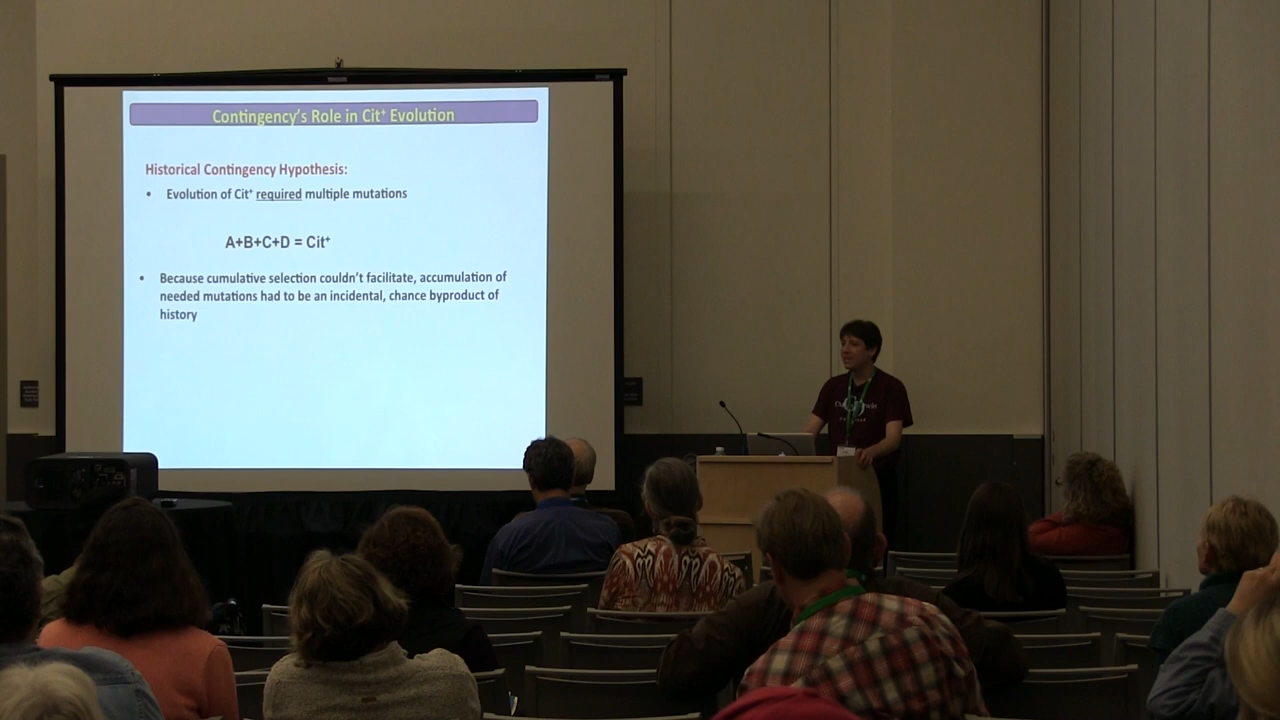 Contingency's Role in Cit⁺ Evolution
Historical Contingency Hypothesis:
• Evolution of Cit⁺ required multiple mutations
A+B+C+D = Cit⁺
• Because cumulative selection couldn't facilitate, accumulation of
needed mutations had to be an incidental, chance byproduct of
history